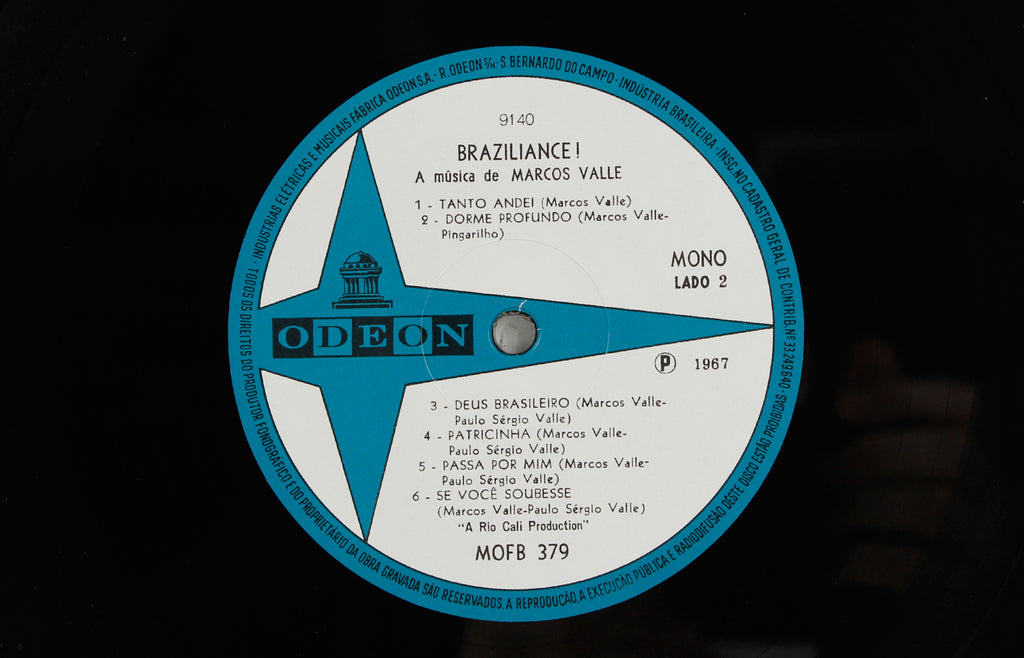 9140
BRAZILIANCE!
A música de MARCOS VALLE
1 - TANTO ANDEI (Marcos Valle)
2 - DORME PROFUNDO (Marcos Valle-
Pingarilho)
MONO
LADO 2
ODEON
P 1967
3 - DEUS BRASILEIRO (Marcos Valle-
Paulo Sérgio Valle)
4 - PATRICINHA (Marcos Valle-
Paulo Sérgio Valle)
5 - PASSA POR MIM (Marcos Valle-
Paulo Sérgio Valle)
6 - SE VOCÊ SOUBESSE
(Marcos Valle-Paulo Sérgio Valle)
"A Rio Cali Production"
MOFB 379
INDUSTRIAS ELÉTRICAS E MUSICAIS FÁBRICA ODEON S.A. - R. ODEON S/N - S. BERNARDO DO CAMPO - INDÚSTRIA BRASILEIRA - INSC. NO CADASTRO GERAL DE CONTRIB. Nº 33249640 -
TODOS OS DIREITOS DO PRODUTOR FONOGRÁFICO E DO PROPRIETÁRIO DA OBRA GRAVADA SÃO RESERVADOS. A REPRODUÇÃO, A EXECUÇÃO PÚBLICA E RADIODIFUSÃO DÊSTE DISCO ESTÃO PROIBIDAS -